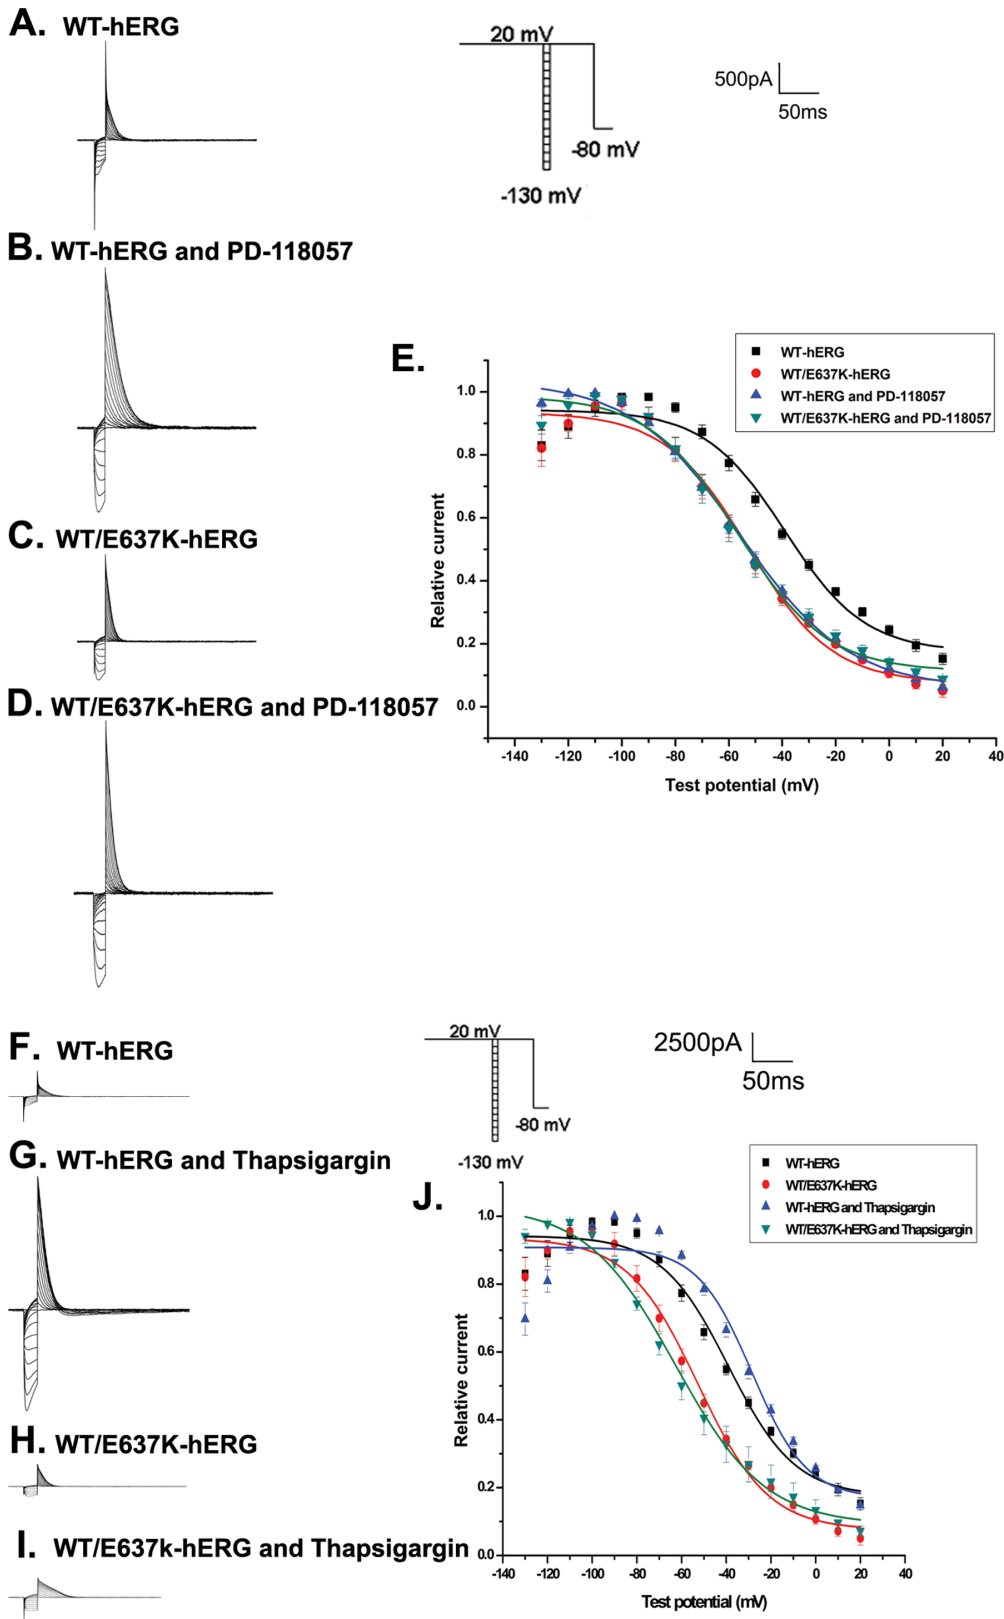 A. WT-hERG
20 mV
-80 mV
-130 mV
500pA
50ms
B. WT-hERG and PD-118057
C. WT/E637K-hERG
D. WT/E637K-hERG and PD-118057
E.
WT-hERG
WT/E637K-hERG
WT-hERG and PD-118057
WT/E637K-hERG and PD-118057
Relative current
1.0
0.8
0.6
0.4
0.2
0.0
-140 -120 -100 -80 -60 -40 -20 0 20 40
Test potential (mV)
F. WT-hERG
20 mV
-80 mV
-130 mV
2500pA
50ms
G. WT-hERG and Thapsigargin
H. WT/E637K-hERG
I. WT/E637k-hERG and Thapsigargin
J.
WT-hERG
WT/E637K-hERG
WT-hERG and Thapsigargin
WT/E637K-hERG and Thapsigargin
Relative current
1.0
0.8
0.6
0.4
0.2
0.0
-140 -120 -100 -80 -60 -40 -20 0 20 40
Test potential (mV)